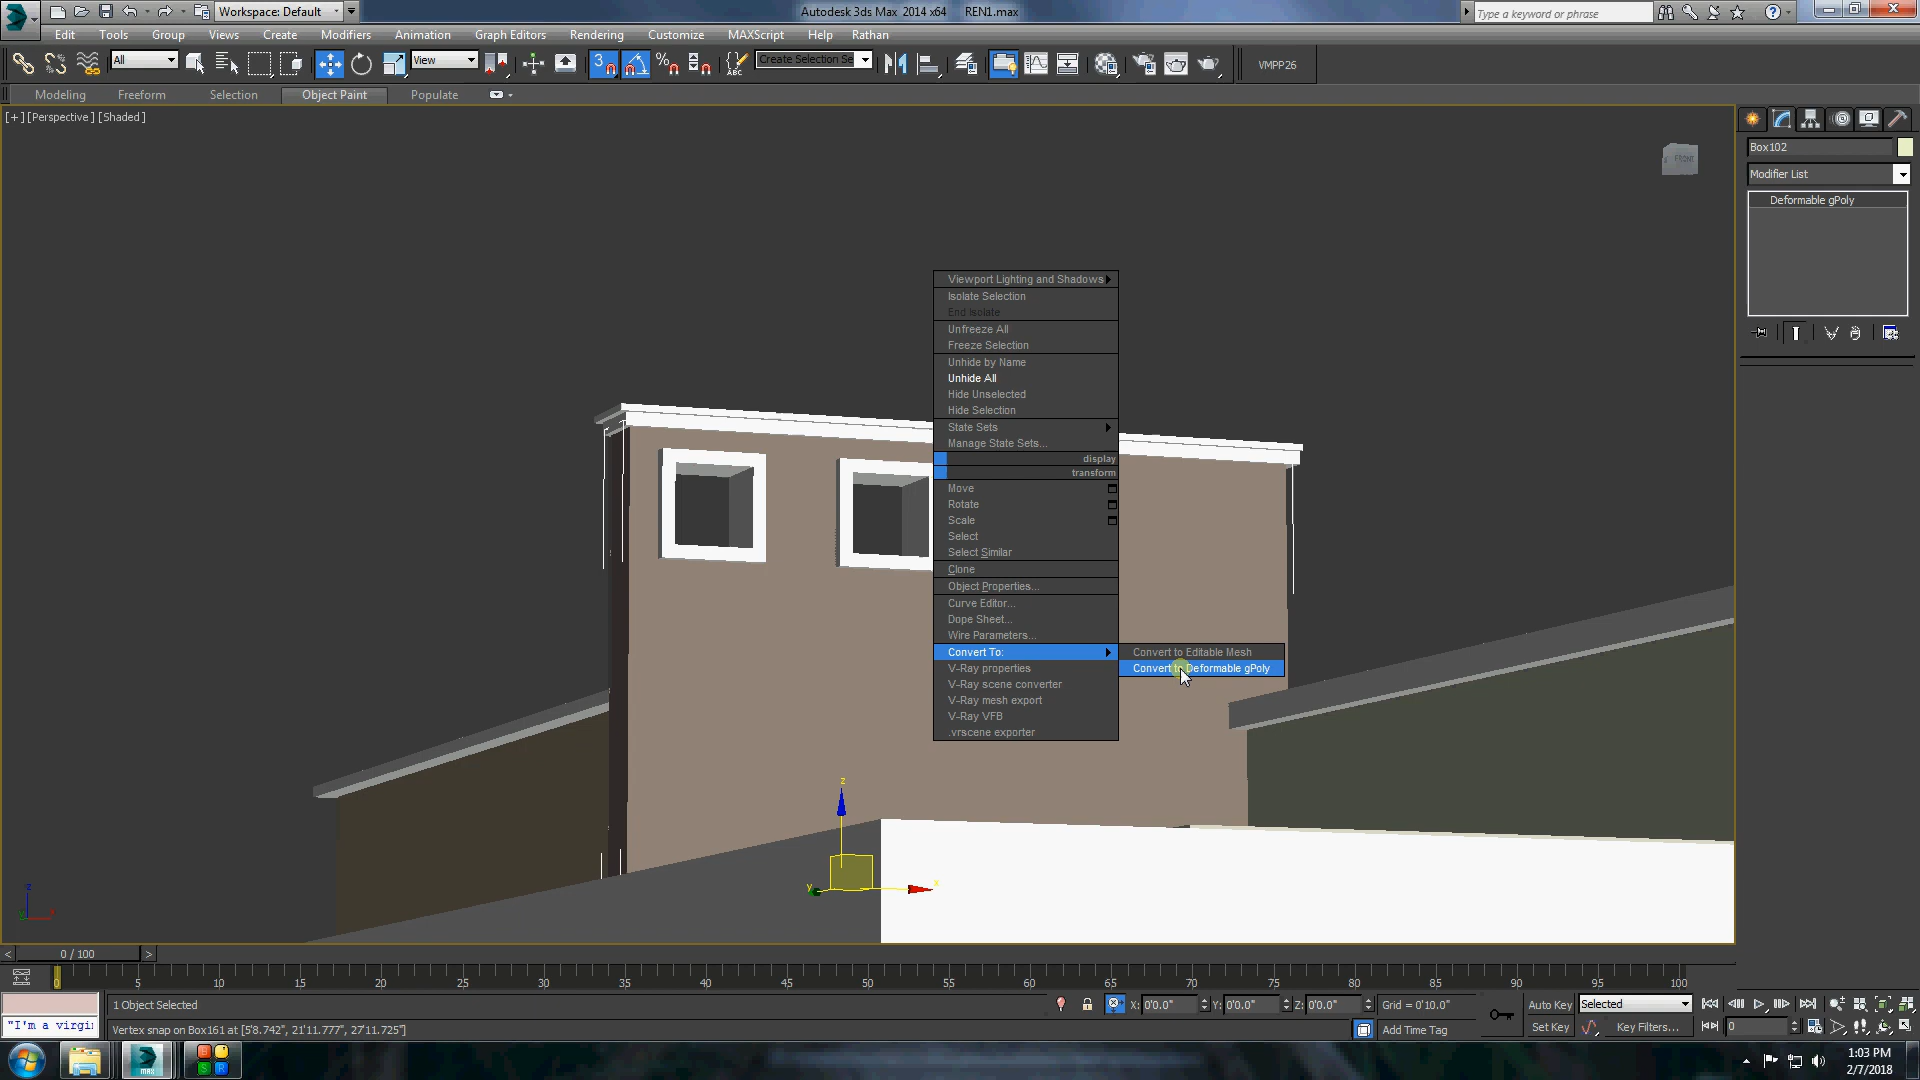 Workspace: Default
Autodesk 3ds Max 2014 x64 REN1.max
Type a keyword or phrase
Edit Tools Group Views Create Modifiers Animation Graph Editors Rendering Customize MAXScript Help Rathan
All
View
3
%
ABC
Create Selection Se
VMPP26
Modeling Freeform Selection Object Paint Populate
[+] [Perspective] [Shaded]
FRONT
Box102
Modifier List
Deformable gPoly
Viewport Lighting and Shadows
Isolate Selection
End Isolate
Unfreeze All
Freeze Selection
Unhide by Name
Unhide All
Hide Unselected
Hide Selection
State Sets
Manage State Sets...
display
transform
Move
Rotate
Scale
Select
Select Similar
Clone
Object Properties...
Curve Editor...
Dope Sheet...
Wire Parameters...
Convert To:
Convert to Editable Mesh
V-Ray properties
Convert to Deformable gPoly
V-Ray scene converter
V-Ray mesh export
V-Ray VFB
.vrscene exporter
z
y
x
z
< 0 / 100 >
0 5 10 15 20 25 30 35 40 45 50 55 60 65 70 75 80 85 90 95 100
1 Object Selected
X: 0'0.0" Y: 0'0.0" Z: 0'0.0" Grid = 0'10.0"
Auto Key Selected
"I'm a virgi
Vertex snap on Box161 at [5'8.742", 21'11.777", 27'11.725"]
Add Time Tag
Set Key Key Filters... 0
MAX
1:03 PM
2/7/2018